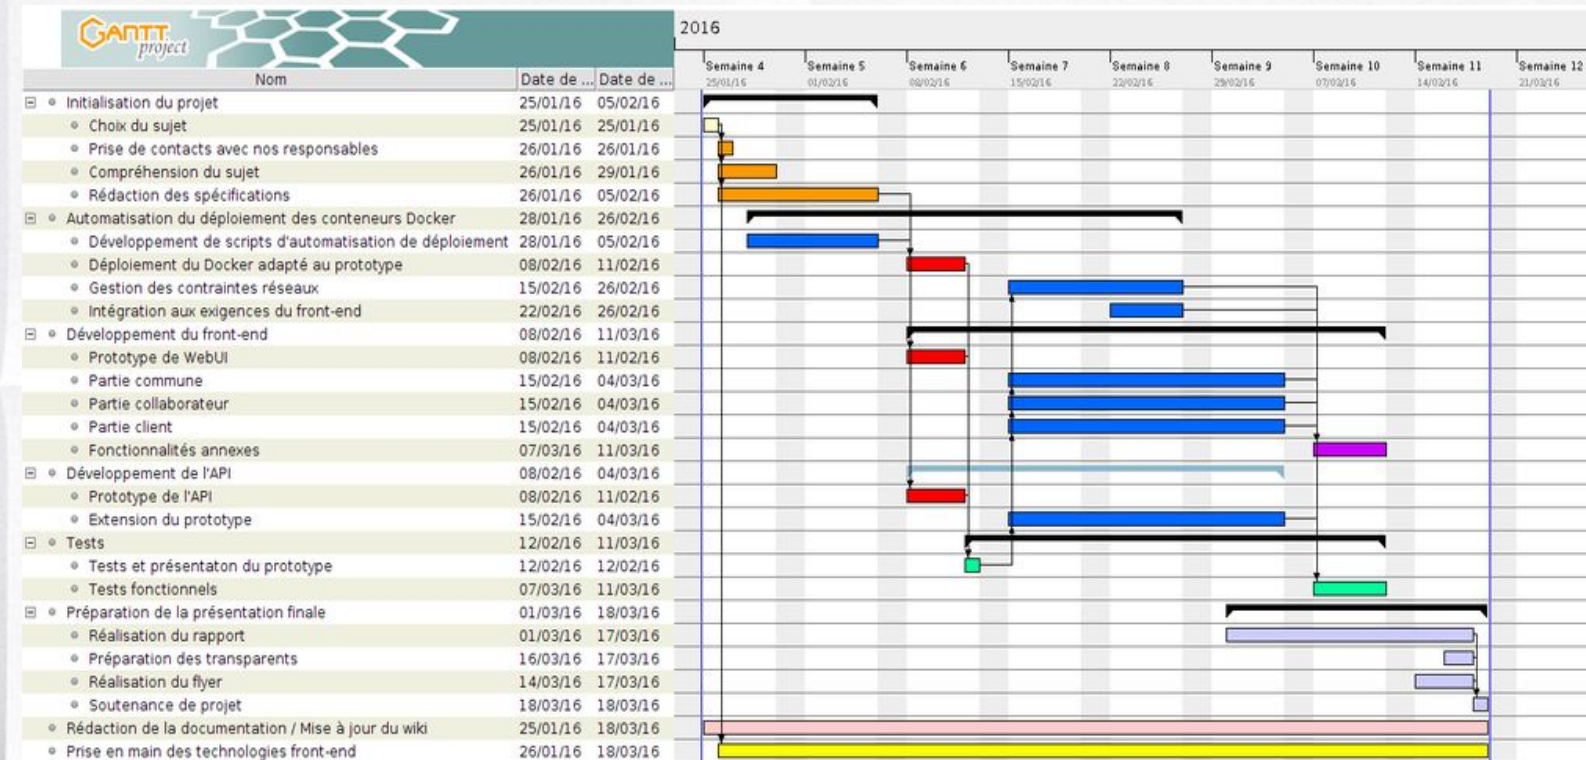 GANTT
project
2016
Semaine 4 Semaine 5 Semaine 6 Semaine 7 Semaine 8 Semaine 9 Semaine 10 Semaine 11 Semaine 12
25/01/16 01/02/16 08/02/16 15/02/16 22/02/16 29/02/16 07/03/16 14/03/16 21/03/16
Nom Date de ... Date de ...
Initialisation du projet 25/01/16 05/02/16
Choix du sujet 25/01/16 25/01/16
Prise de contacts avec nos responsables 26/01/16 26/01/16
Compréhension du sujet 26/01/16 29/01/16
Rédaction des spécifications 26/01/16 05/02/16
Automatisation du déploiement des conteneurs Docker 28/01/16 26/02/16
Développement de scripts d'automatisation de déploiement 28/01/16 05/02/16
Déploiement du Docker adapté au prototype 08/02/16 11/02/16
Gestion des contraintes réseaux 15/02/16 26/02/16
Intégration aux exigences du front-end 22/02/16 26/02/16
Développement du front-end 08/02/16 11/03/16
Prototype de WebUI 08/02/16 11/02/16
Partie commune 15/02/16 04/03/16
Partie collaborateur 15/02/16 04/03/16
Partie client 15/02/16 04/03/16
Fonctionnalités annexes 07/03/16 11/03/16
Développement de l'API 08/02/16 04/03/16
Prototype de l'API 08/02/16 11/02/16
Extension du prototype 15/02/16 04/03/16
Tests 12/02/16 11/03/16
Tests et présentaton du prototype 12/02/16 12/02/16
Tests fonctionnels 07/03/16 11/03/16
Préparation de la présentation finale 01/03/16 18/03/16
Réalisation du rapport 01/03/16 17/03/16
Préparation des transparents 16/03/16 17/03/16
Réalisation du flyer 14/03/16 17/03/16
Soutenance de projet 18/03/16 18/03/16
Rédaction de la documentation / Mise à jour du wiki 25/01/16 18/03/16
Prise en main des technologies front-end 26/01/16 18/03/16